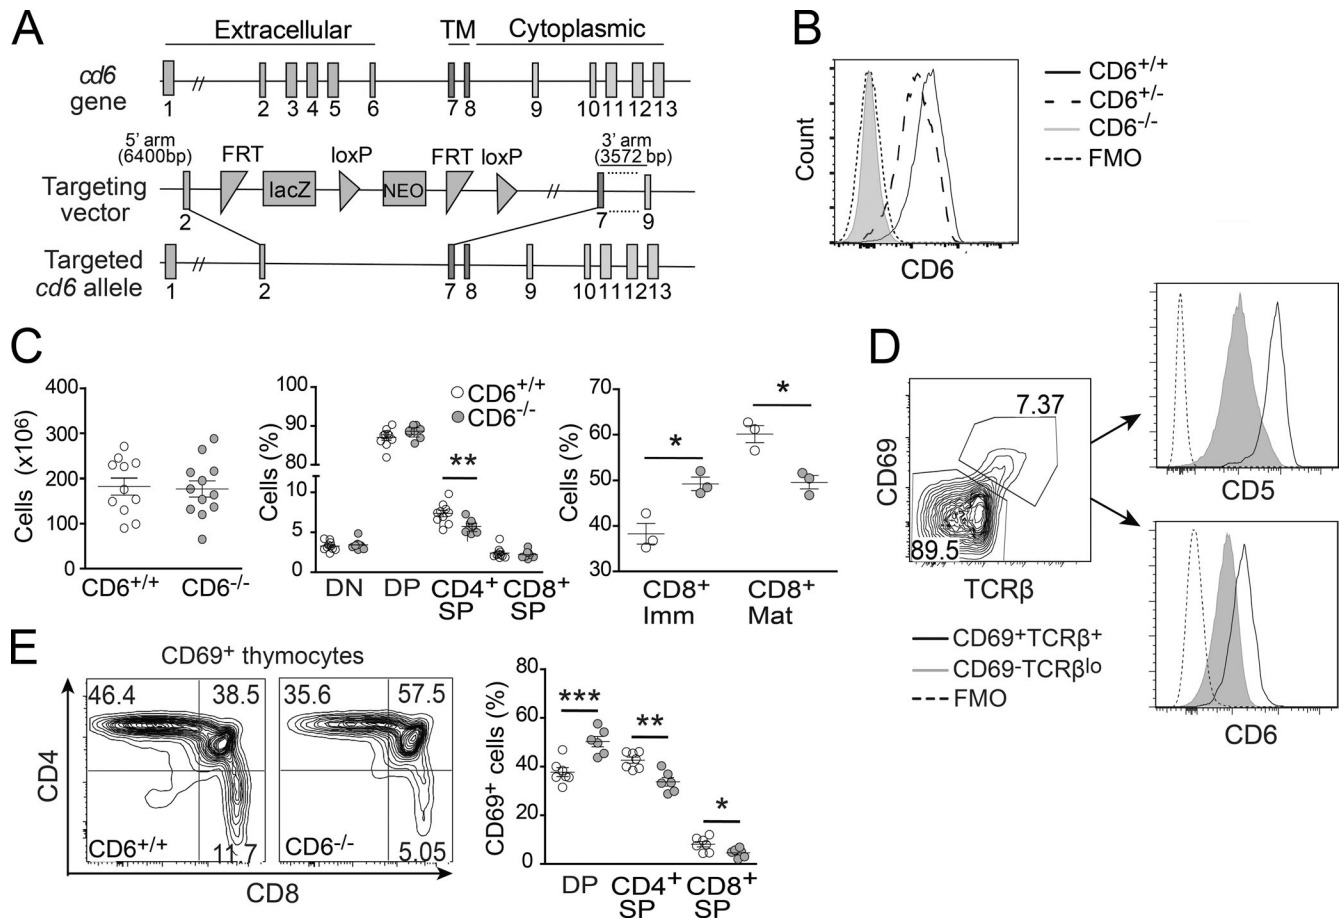 A
Extracellular TM Cytoplasmic
cd6
gene
1 2 3 4 5 6 7 8 9 10 11 12 13
5' arm
(6400bp)
FRT loxP FRT loxP
3' arm
(3572 bp)
Targeting
vector
lacZ NEO
2 7 9
Targeted
cd6 allele
1 2 7 8 9 10 11 12 13
B
Count
CD6
CD6+/+
CD6+/-
CD6-/-
FMO
C
Cells (x10⁶)
400
300
200
100
0
CD6+/+ CD6-/-
Cells (%)
100
90
80
10
5
0
CD6+/+
CD6-/-
**
DN DP CD4+
SP
CD8+
SP
Cells (%)
70
60
50
40
30
*
*
CD8+
Imm
CD8+
Mat
D
CD69
7.37
89.5
TCRβ
CD5
CD6
CD69+TCRβ+
CD69-TCRβlo
FMO
E
CD69+ thymocytes
CD4
46.4 38.5
CD6+/+ 11.7
35.6 57.5
CD6-/- 5.05
CD8
CD69+ cells (%)
80
60
40
20
0
***
**
*
DP CD4+
SP
CD8+
SP